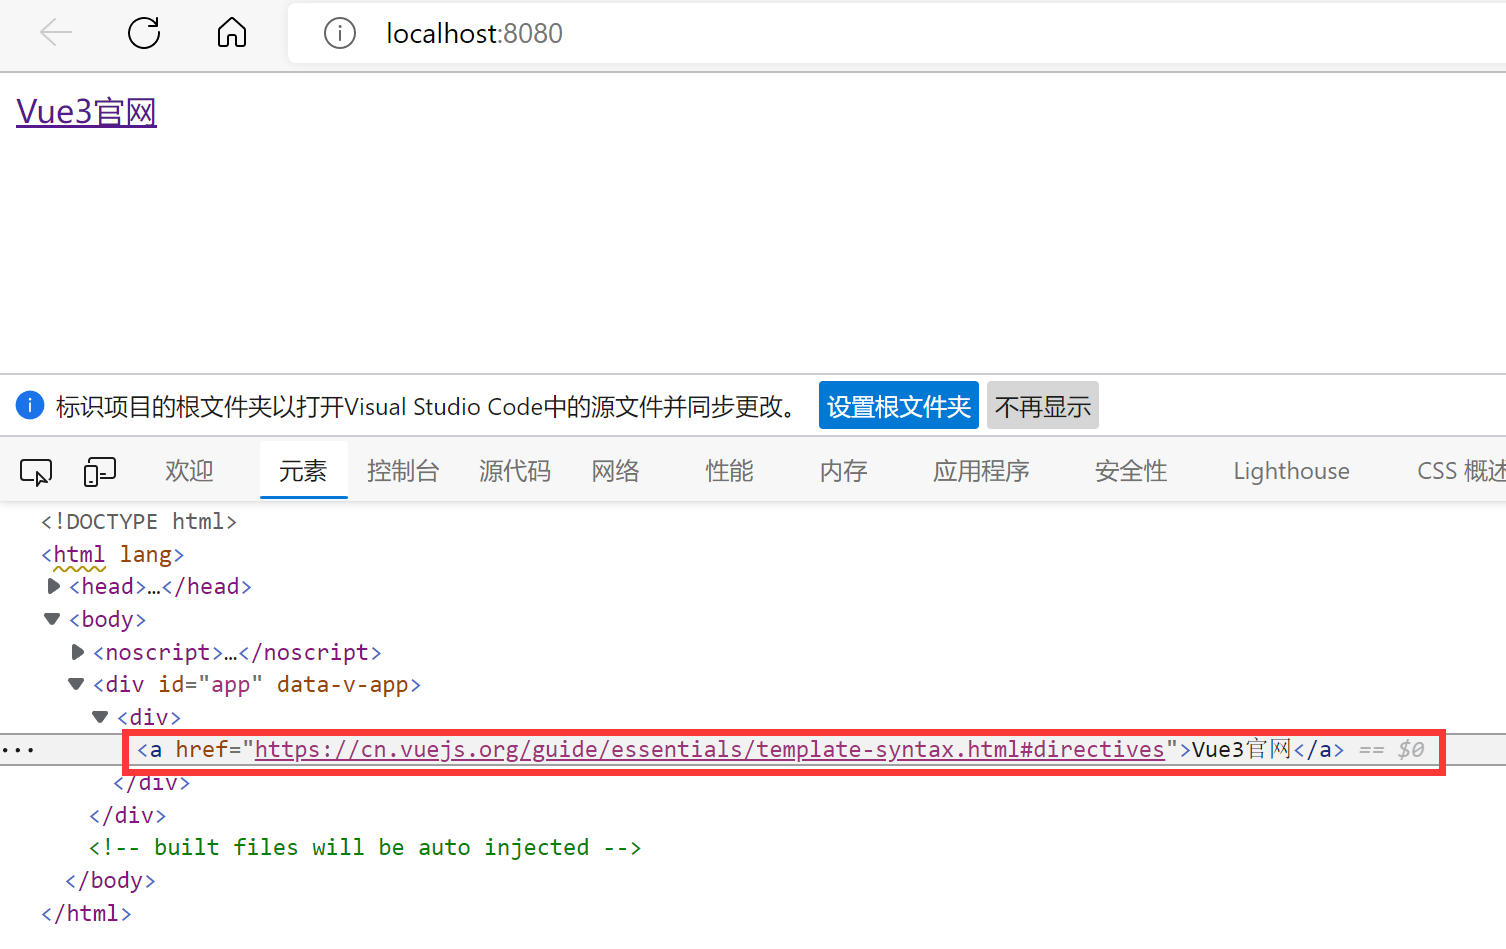 localhost:8080
Vue3官网
标识项目的根文件夹以打开Visual Studio Code中的源文件并同步更改。 设置根文件夹 不再显示
欢迎 元素 控制台 源代码 网络 性能 内存 应用程序 安全性 Lighthouse CSS 概述
<!DOCTYPE html>
<html lang>
<head>…</head>
<body>
<noscript>…</noscript>
<div id="app" data-v-app>
<div>
<a href="https://cn.vuejs.org/guide/essentials/template-syntax.html#directives">Vue3官网</a> == $0
</div>
</div>
<!-- built files will be auto injected -->
</body>
</html>